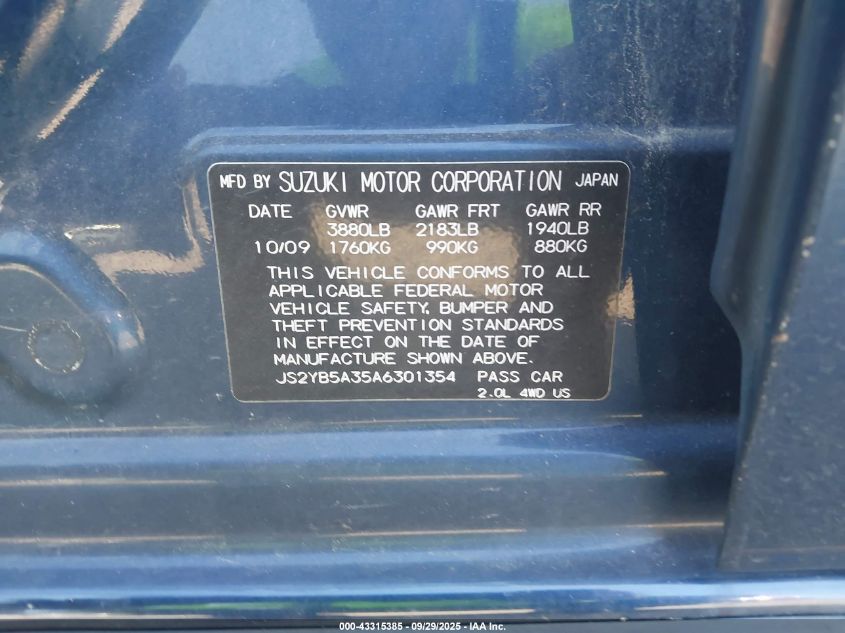 MFD BY SUZUKI MOTOR CORPORATION JAPAN
DATE GVWR GAWR FRT GAWR RR
3880LB 2183LB 1940LB
10/09 1760KG 990KG 880KG
THIS VEHICLE CONFORMS TO ALL
APPLICABLE FEDERAL MOTOR
VEHICLE SAFETY, BUMPER AND
THEFT PREVENTION STANDARDS
IN EFFECT ON THE DATE OF
MANUFACTURE SHOWN ABOVE.
JS2YB5A35A6301354 PASS CAR
2.0L 4WD US
000-43315385 - 09/29/2025 - IAA Inc.